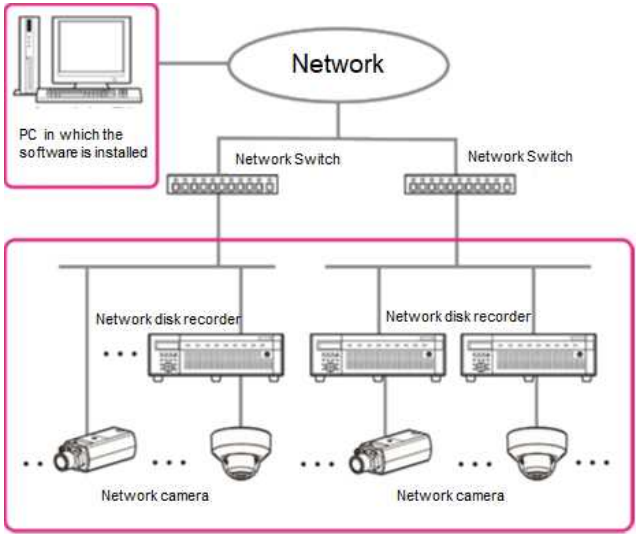 Network
PC in which the
software is installed
Network Switch
Network Switch
Network disk recorder
Network disk recorder
Network camera
Network camera